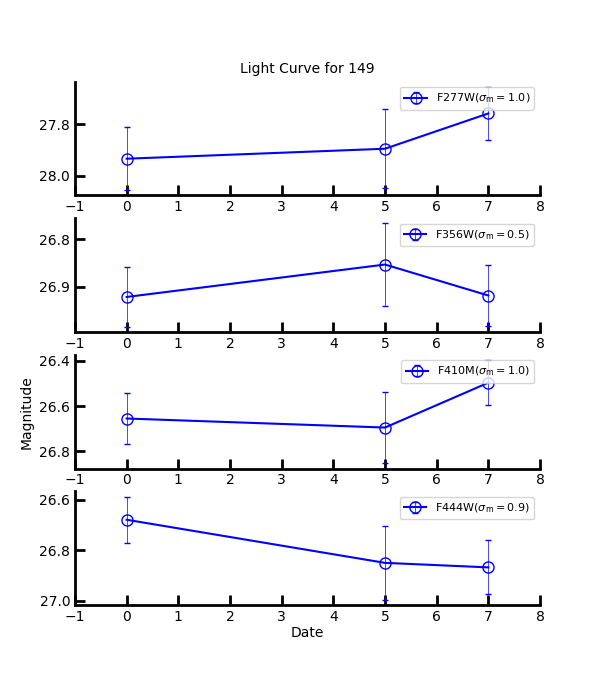 Light Curve for 149
F277W(σm = 1.0)
27.8
28.0
−1 0 1 2 3 4 5 6 7 8
F356W(σm = 0.5)
26.8
26.9
−1 0 1 2 3 4 5 6 7 8
F410M(σm = 1.0)
26.4
26.6
26.8
−1 0 1 2 3 4 5 6 7 8
Magnitude
F444W(σm = 0.9)
26.6
26.8
27.0
−1 0 1 2 3 4 5 6 7 8
Date